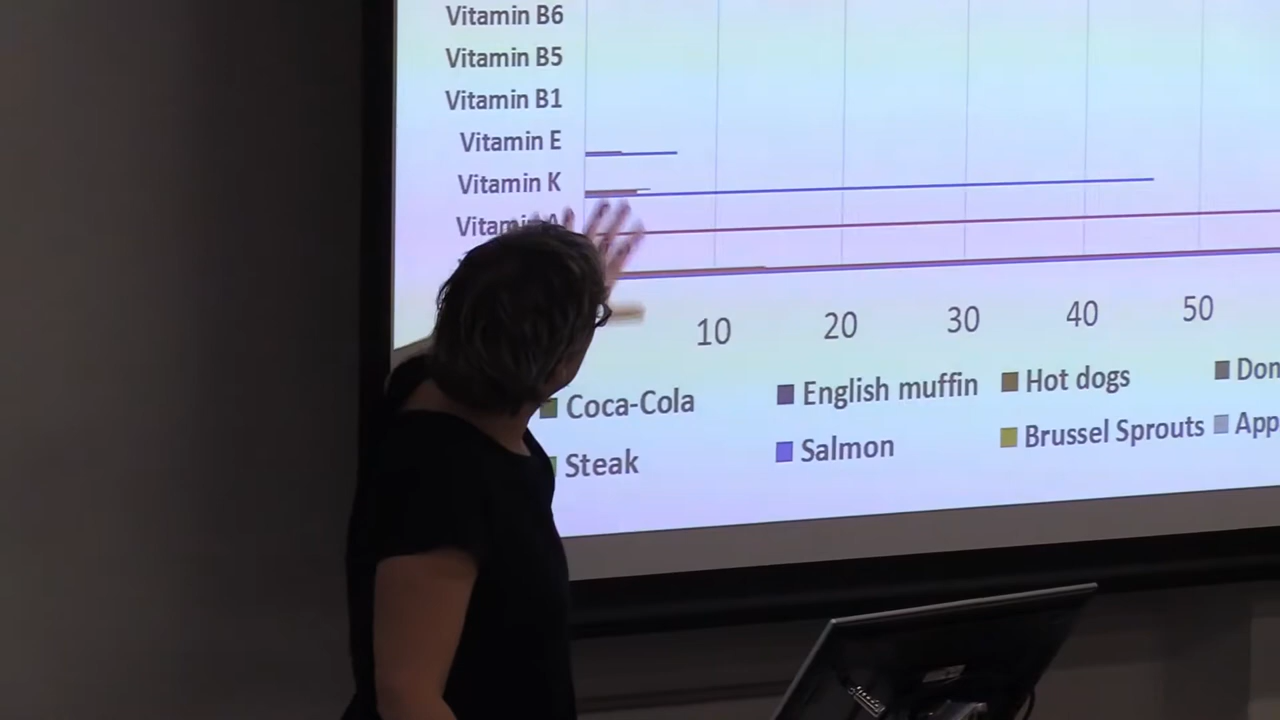 Vitamin B6
Vitamin B5
Vitamin B1
Vitamin E
Vitamin K
Vitamin A
10 20 30 40 50
Coca-Cola English muffin Hot dogs
Steak Salmon Brussel Sprouts